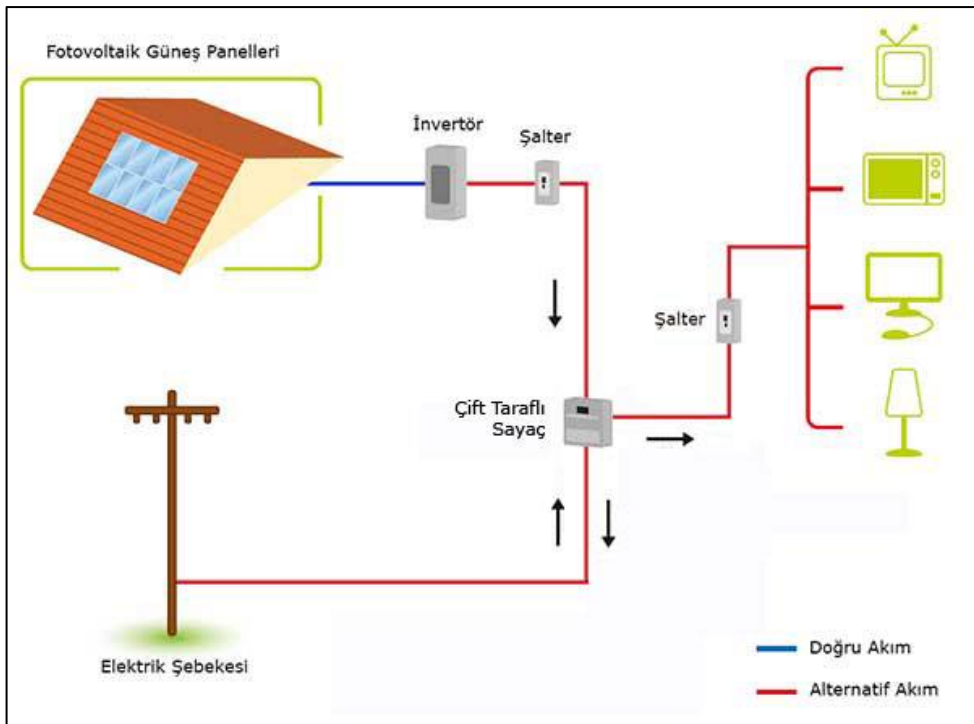 Fotovoltaik Güneş Panelleri
İnvertör
Şalter
Şalter
Çift Taraflı
Sayaç
Elektrik Şebekesi
Doğru Akım
Alternatif Akım